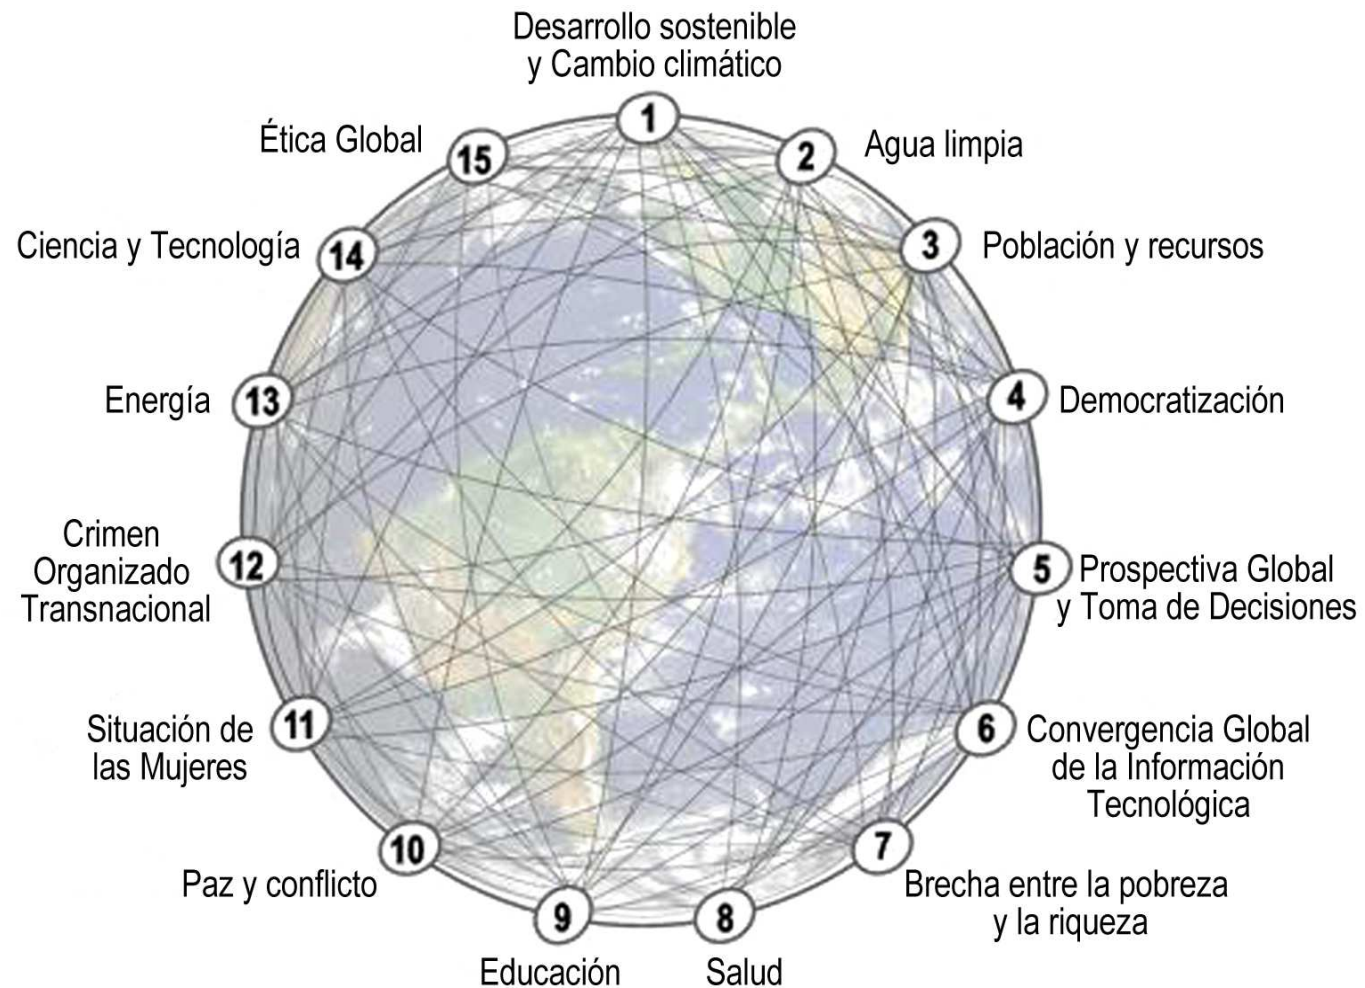 Desarrollo sostenible
y Cambio climático
1
2
Agua limpia
3
Población y recursos
4
Democratización
5
Prospectiva Global
y Toma de Decisiones
6
Convergencia Global
de la Información
Tecnológica
7
Brecha entre la pobreza
y la riqueza
8
Salud
9
Educación
10
Paz y conflicto
11
Situación de
las Mujeres
12
Crimen
Organizado
Transnacional
13
Energía
14
Ciencia y Tecnología
15
Ética Global